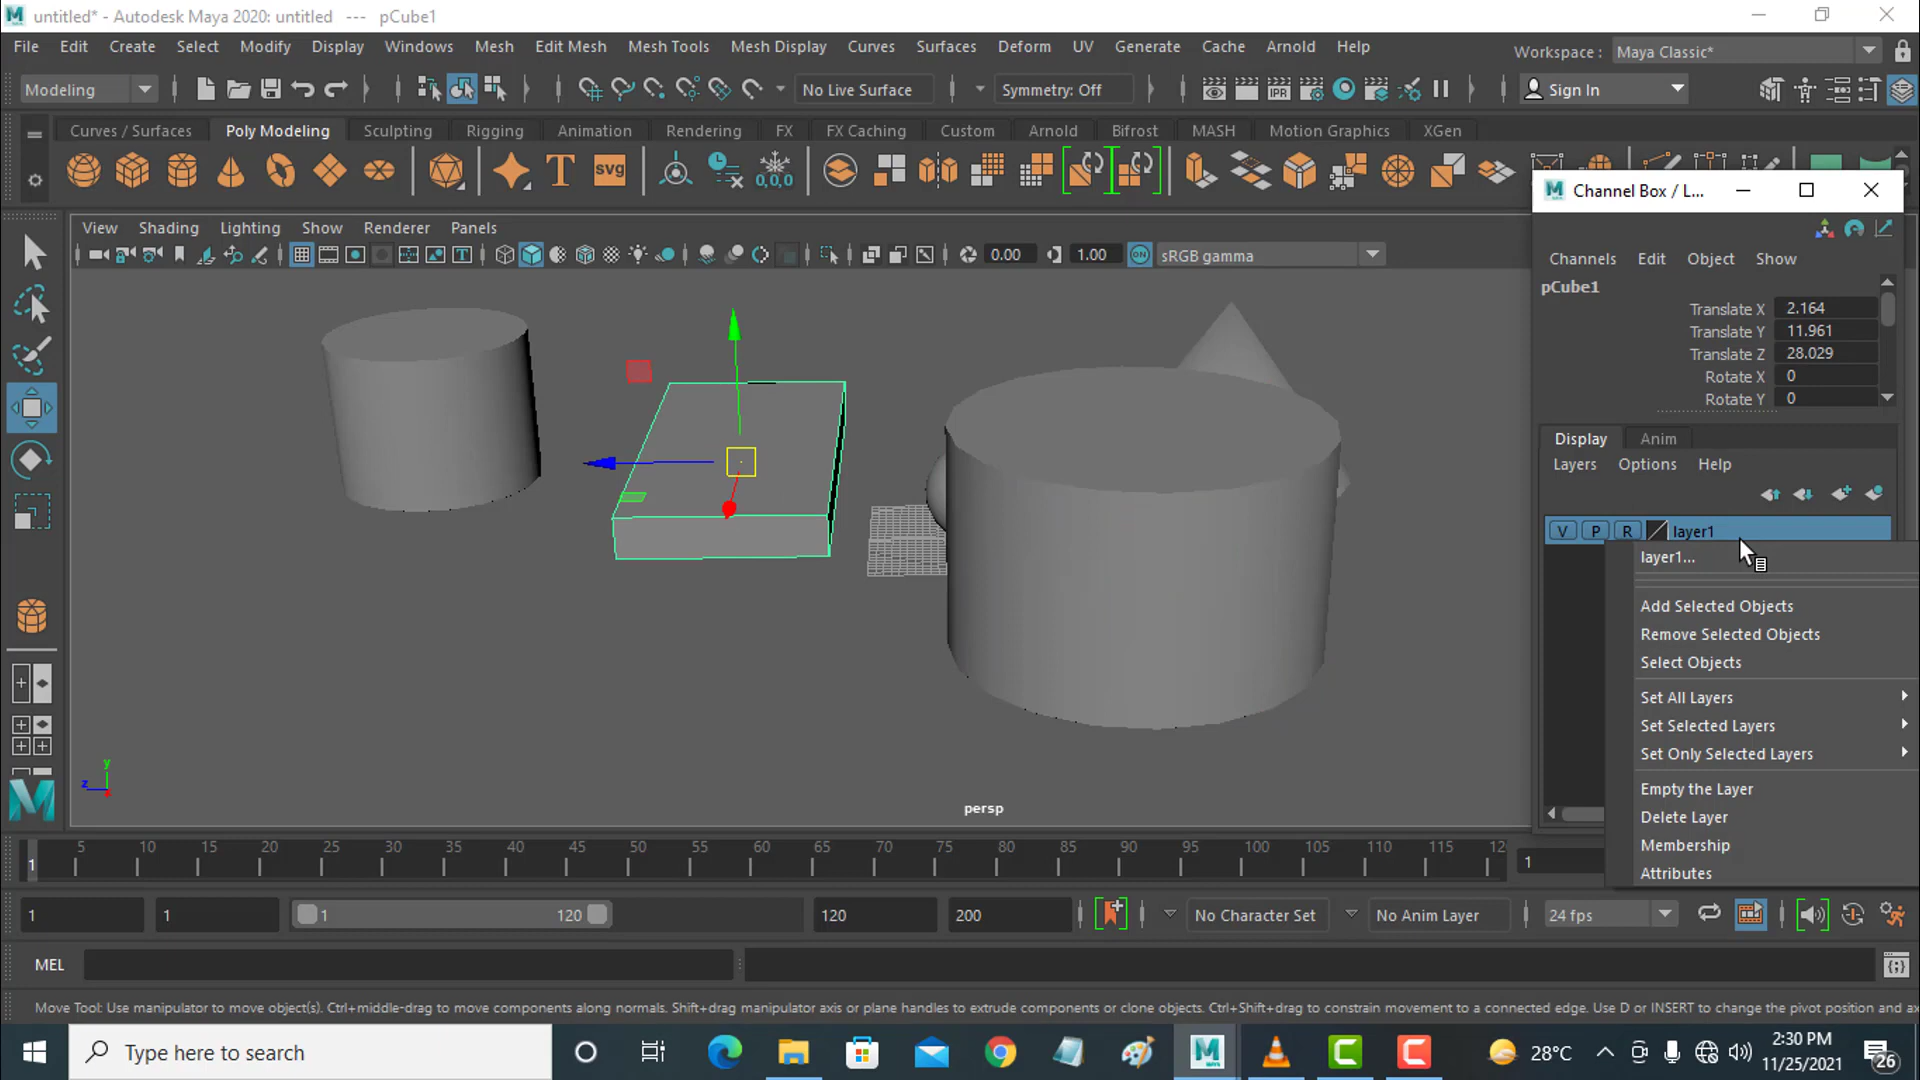 untitled* - Autodesk Maya 2020: untitled --- pCube1
File Edit Create Select Modify Display Windows Mesh Edit Mesh Mesh Tools Mesh Display Curves Surfaces Deform UV Generate Cache Arnold Help
Workspace : Maya Classic*
Modeling No Live Surface Symmetry: Off IPR Sign In
Curves / Surfaces Poly Modeling Sculpting Rigging Animation Rendering FX FX Caching Custom Arnold Bifrost MASH Motion Graphics XGen
T svg 0,0,0
Channel Box / L...
View Shading Lighting Show Renderer Panels
0.00 1.00 ON sRGB gamma
Channels Edit Object Show
pCube1
Translate X 2.164
Translate Y 11.961
Translate Z 28.029
Rotate X 0
Rotate Y 0
Display Anim
Layers Options Help
V P R layer1
layer1...
Add Selected Objects
Remove Selected Objects
Select Objects
Set All Layers
Set Selected Layers
Set Only Selected Layers
Empty the Layer
Delete Layer
Membership
Attributes
y
z
persp
1 5 10 15 20 25 30 35 40 45 50 55 60 65 70 75 80 85 90 95 100 105 110 115 12 1
1 1 1 120 120 200 No Character Set No Anim Layer 24 fps
MEL
Move Tool: Use manipulator to move object(s). Ctrl+middle-drag to move components along normals. Shift+drag manipulator axis or plane handles to extrude components or clone objects. Ctrl+Shift+drag to constrain movement to a connected edge. Use D or INSERT to change the pivot position and ax
Type here to search
28°C
2:30 PM
11/25/2021
26